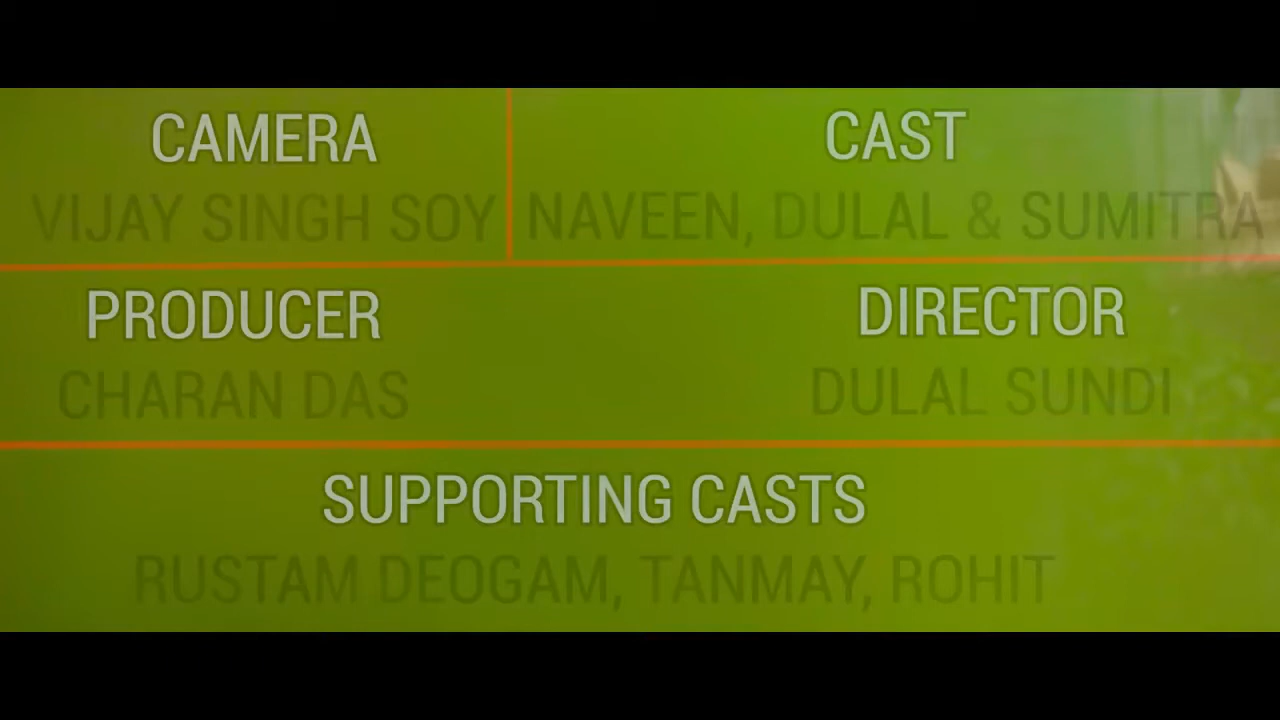 CAMERA
VIJAY SINGH SOY
CAST
NAVEEN, DULAL & SUMITRA
PRODUCER
CHARAN DAS
DIRECTOR
DULAL SUNDI
SUPPORTING CASTS
RUSTAM DEOGAM, TANMAY, ROHIT